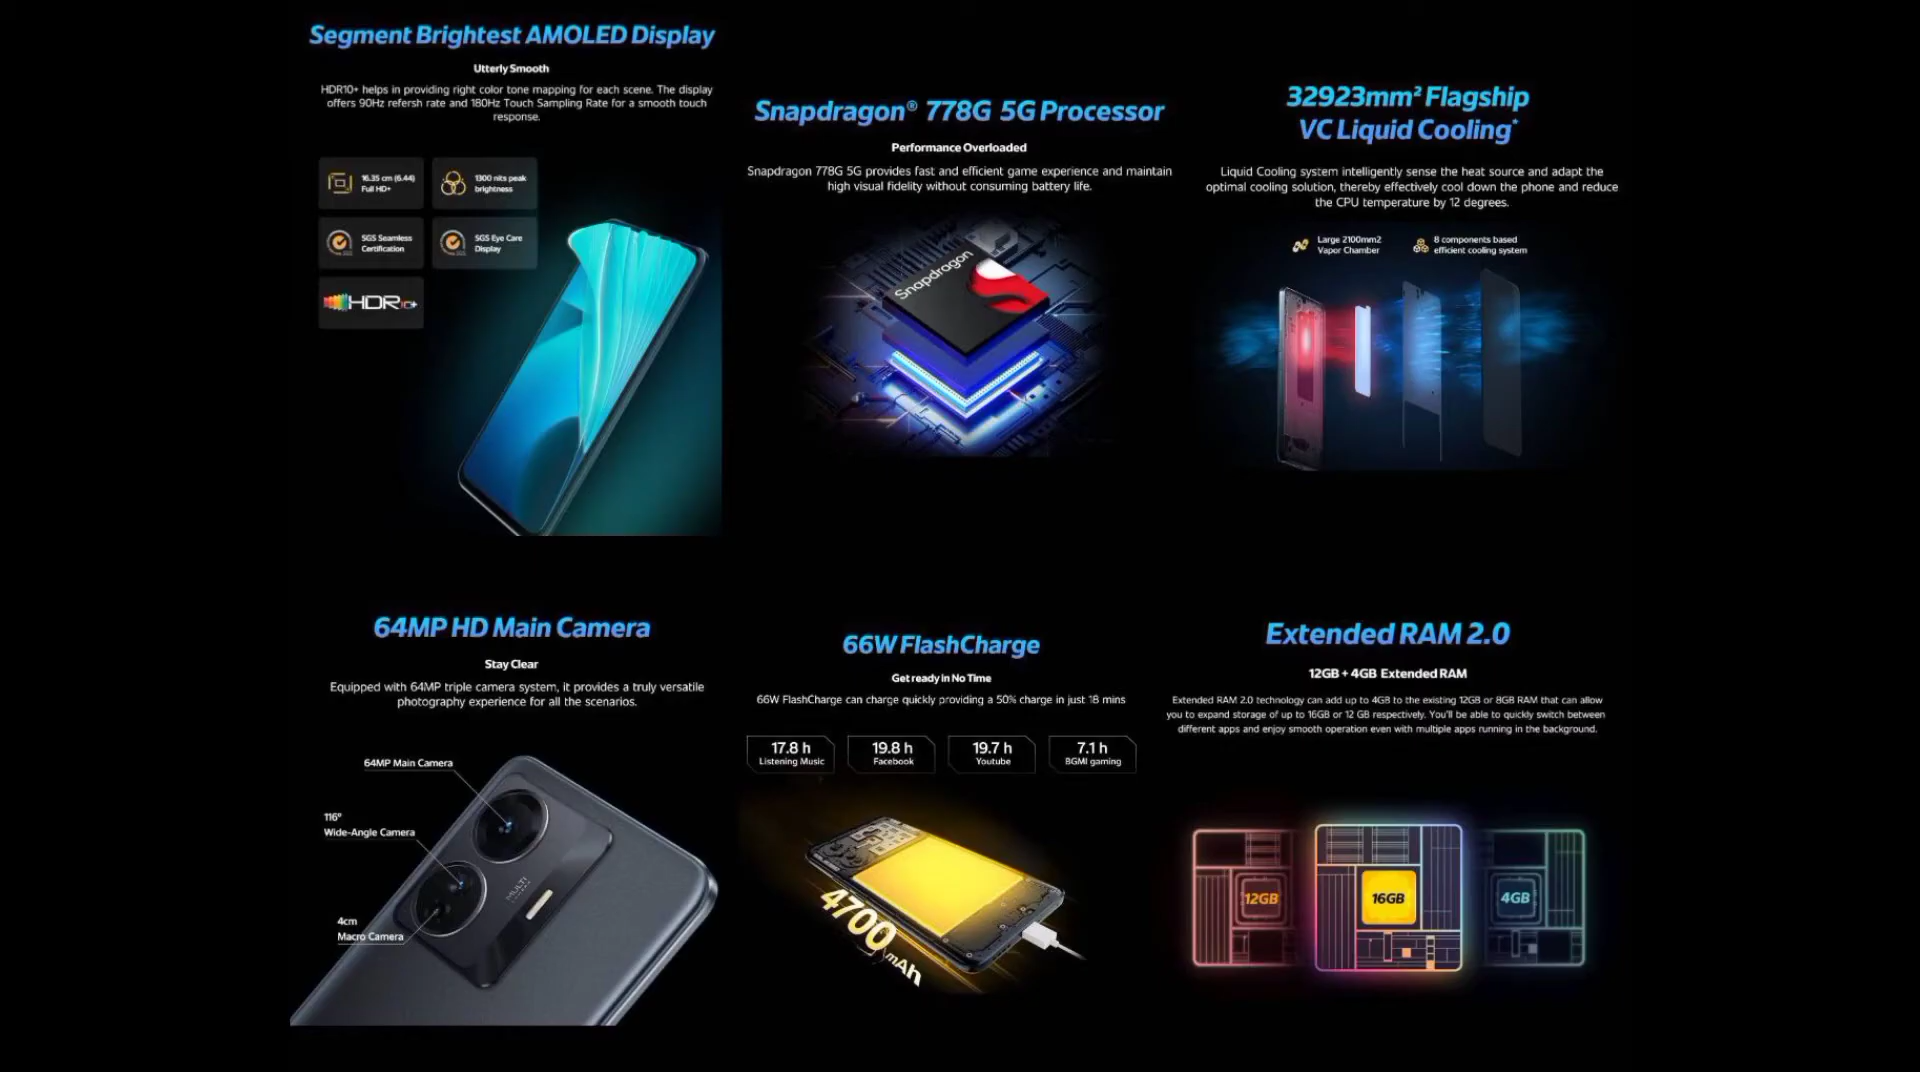 Segment Brightest AMOLED Display
Utterly Smooth
HDR10+ helps in providing right color tone mapping for each scene. The display
offers 90Hz refersh rate and 180Hz Touch Sampling Rate for a smooth touch
response.
16.35 cm (6.44)
Full HD+
1300 nits peak
brightness
SGS Seamless
Certification
SGS Eye Care
Display
HDR10+
Snapdragon® 778G 5G Processor
Performance Overloaded
Snapdragon 778G 5G provides fast and efficient game experience and maintain
high visual fidelity without consuming battery life.
Snapdragon
32923mm² Flagship
VC Liquid Cooling*
Liquid Cooling system intelligently sense the heat source and adapt the
optimal cooling solution, thereby effectively cool down the phone and reduce
the CPU temperature by 12 degrees.
Large 2100mm2
Vapor Chamber
8 components based
efficient cooling system
64MP HD Main Camera
Stay Clear
Equipped with 64MP triple camera system, it provides a truly versatile
photography experience for all the scenarios.
64MP Main Camera
116°
Wide-Angle Camera
4cm
Macro Camera
MULTI
66W FlashCharge
Get ready in No Time
66W FlashCharge can charge quickly providing a 50% charge in just 18 mins
17.8 h
Listening Music
19.8 h
Facebook
19.7 h
Youtube
7.1 h
BGMI gaming
4700 mAh
Extended RAM 2.0
12GB + 4GB Extended RAM
Extended RAM 2.0 technology can add up to 4GB to the existing 12GB or 8GB RAM that can allow
you to expand storage of up to 16GB or 12 GB respectively. You'll be able to quickly switch between
different apps and enjoy smooth operation even with multiple apps running in the background.
12GB
16GB
4GB